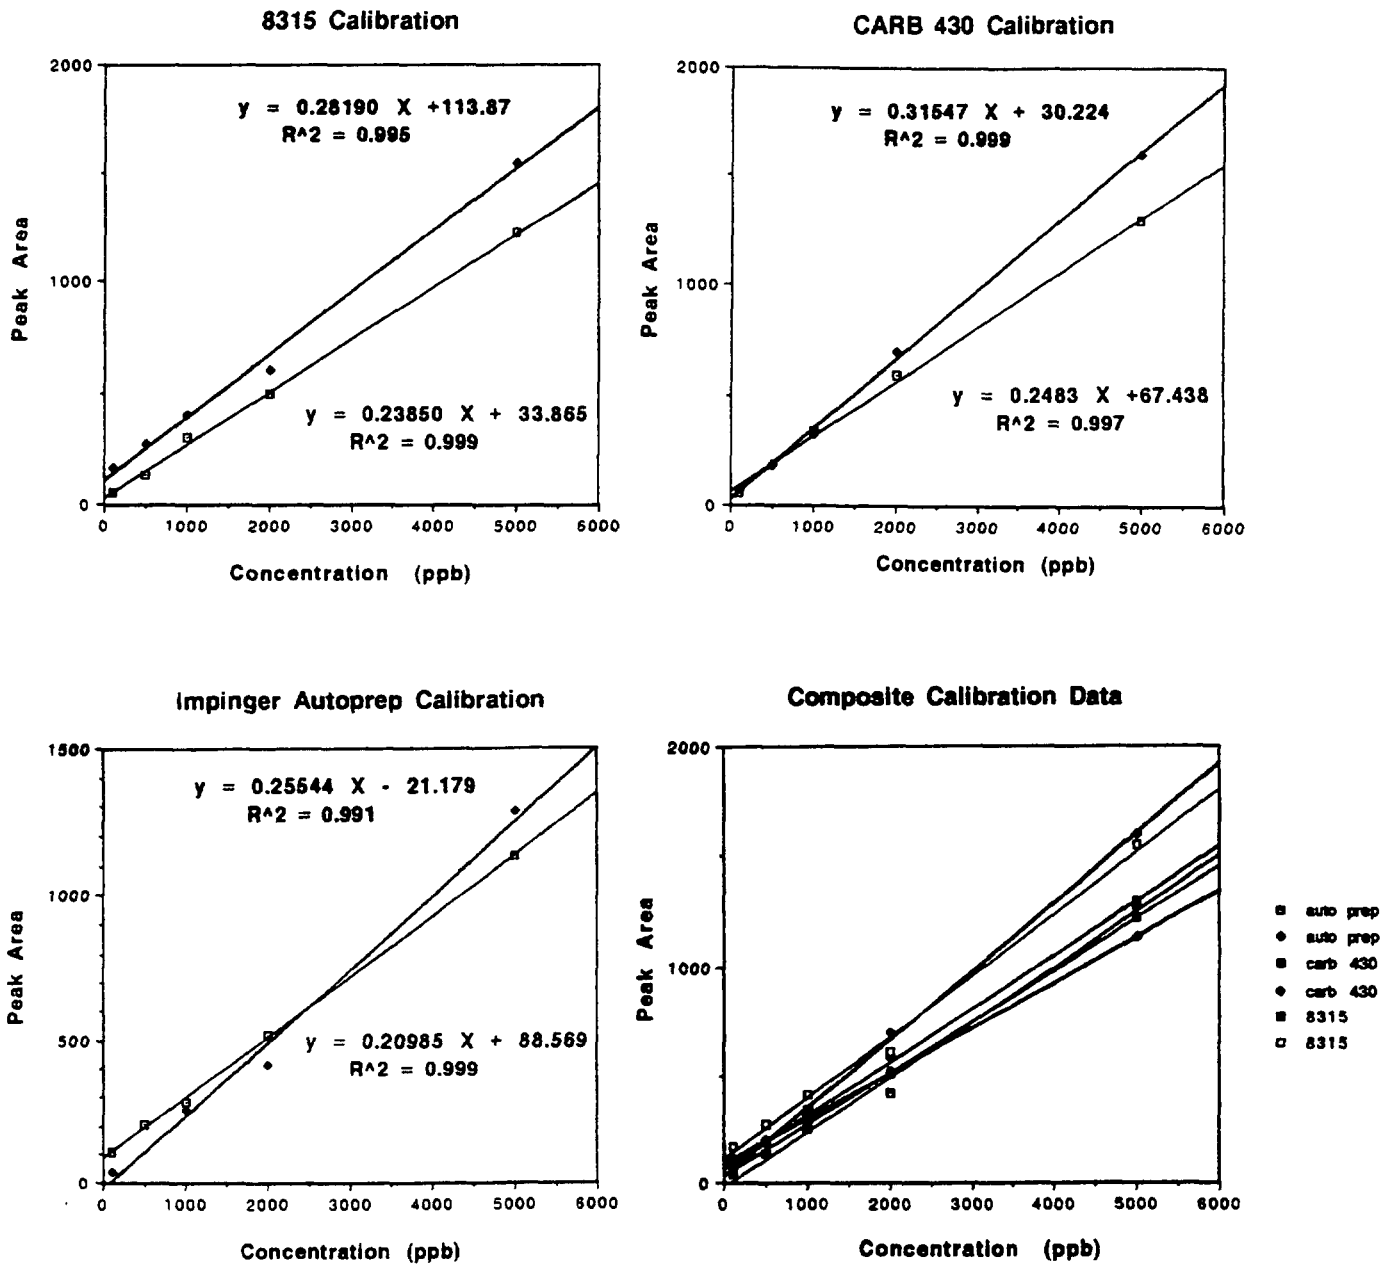 8315 Calibration
2000
1000
0
y = 0.28190 X +113.87
R^2 = 0.995
y = 0.23850 X + 33.865
R^2 = 0.999
Peak Area
0 1000 2000 3000 4000 5000 6000
Concentration (ppb)
CARB 430 Calibration
2000
1000
0
y = 0.31547 X + 30.224
R^2 = 0.999
y = 0.2483 X +67.438
R^2 = 0.997
Peak Area
0 1000 2000 3000 4000 5000 6000
Concentration (ppb)
Impinger Autoprep Calibration
1500
1000
500
0
y = 0.25544 X - 21.179
R^2 = 0.991
y = 0.20985 X + 88.569
R^2 = 0.999
Peak Area
0 1000 2000 3000 4000 5000 6000
Concentration (ppb)
Composite Calibration Data
2000
1000
0
Peak Area
0 1000 2000 3000 4000 5000 6000
Concentration (ppb)
auto prep
auto prep
carb 430
carb 430
8315
8315